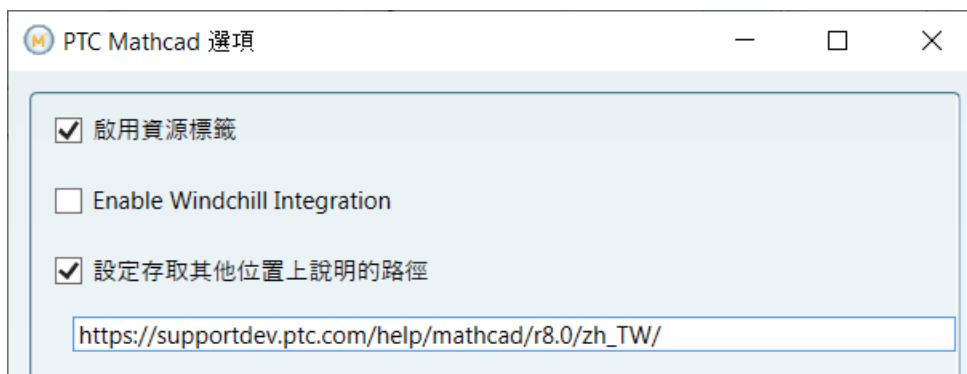 PTC Mathcad 選項
啟用資源標籤
Enable Windchill Integration
設定存取其他位置上說明的路徑
https://supportdev.ptc.com/help/mathcad/r8.0/zh_TW/